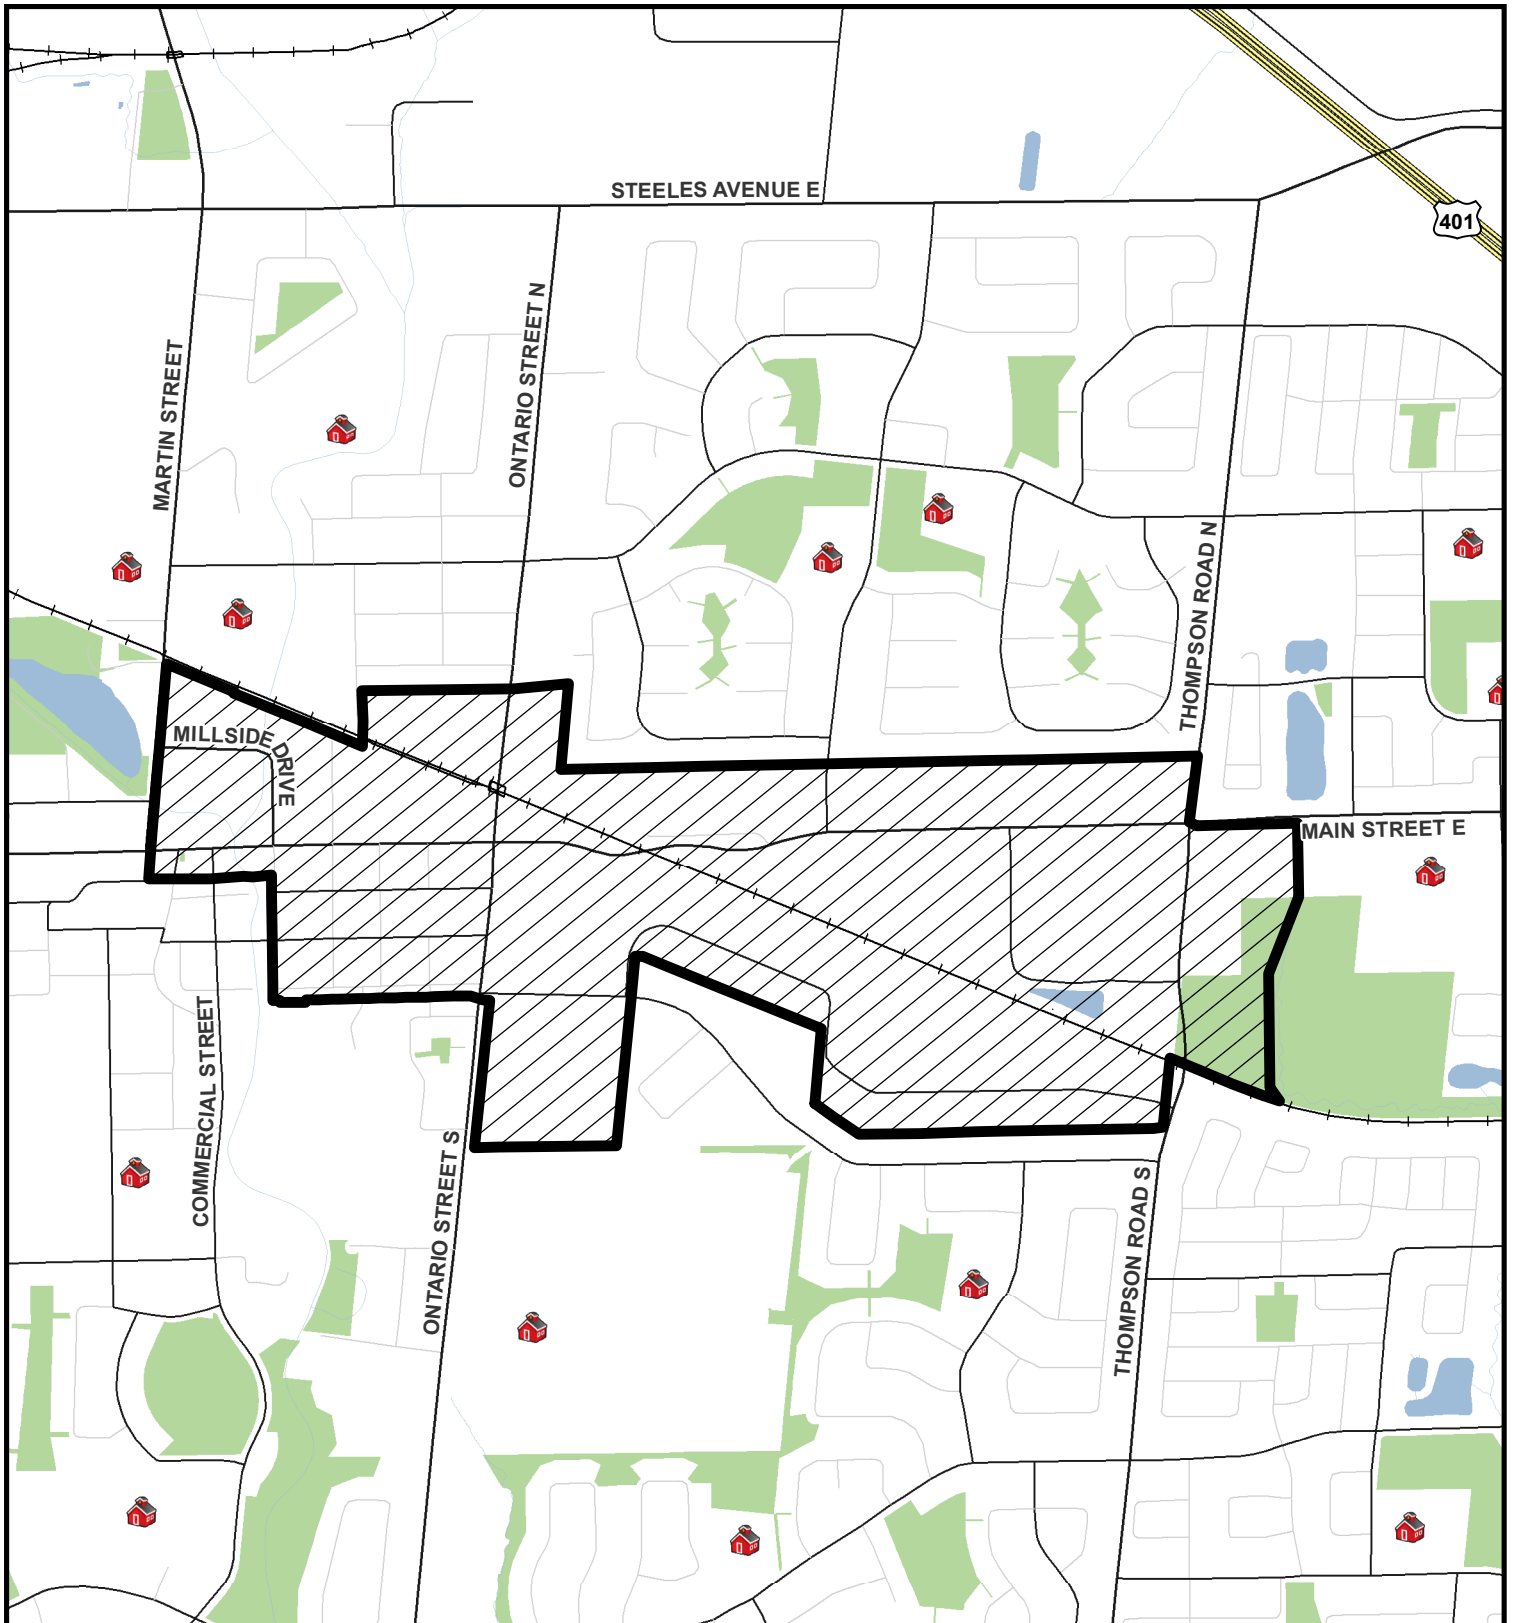 STEELES AVENUE E
401
ONTARIO STREET N
MARTIN STREET
THOMPSON ROAD N
MILLSIDE DRIVE
MAIN STREET E
COMMERCIAL STREET
ONTARIO STREET S
THOMPSON ROAD S